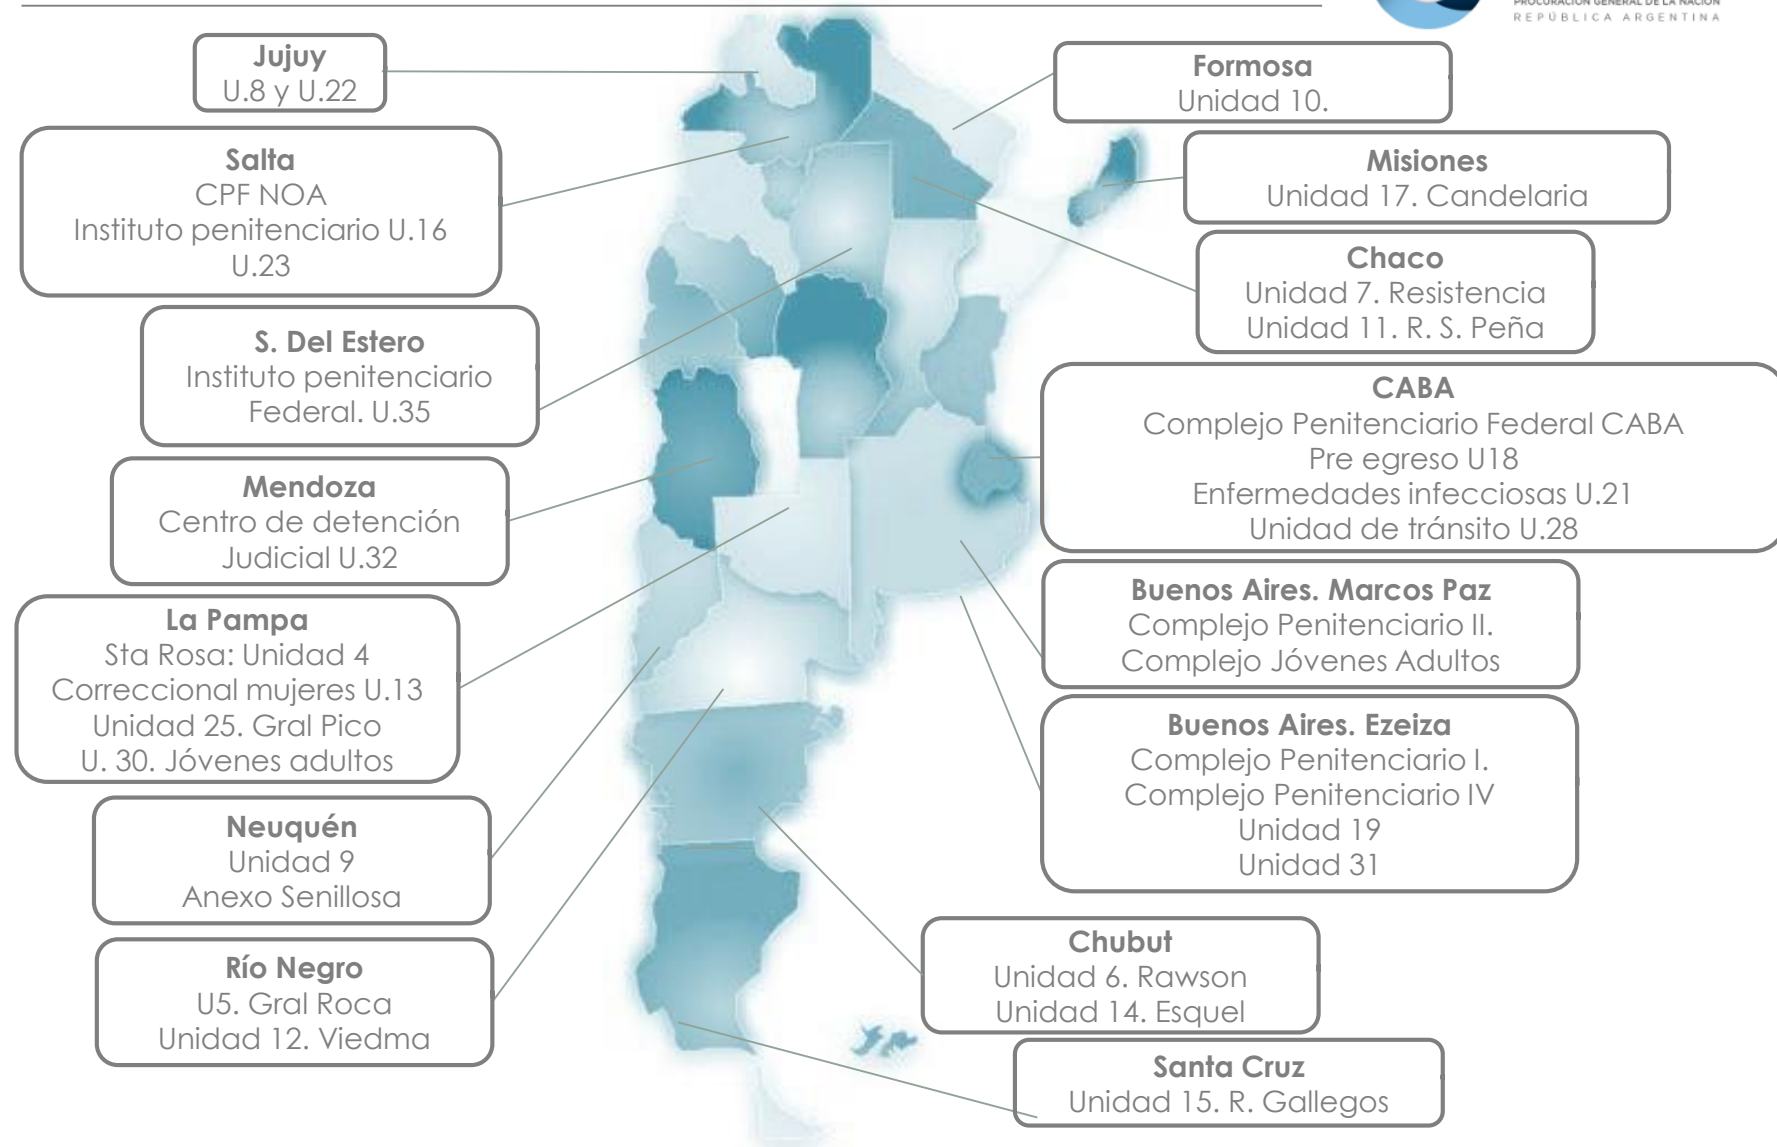 PROCURACIÓN GENERAL DE LA NACIÓN
REPÚBLICA ARGENTINA
Jujuy
U.8 y U.22
Salta
CPF NOA
Instituto penitenciario U.16
U.23
S. Del Estero
Instituto penitenciario
Federal. U.35
Mendoza
Centro de detención
Judicial U.32
La Pampa
Sta Rosa: Unidad 4
Correccional mujeres U.13
Unidad 25. Gral Pico
U. 30. Jóvenes adultos
Neuquén
Unidad 9
Anexo Senillosa
Río Negro
U5. Gral Roca
Unidad 12. Viedma
Formosa
Unidad 10.
Misiones
Unidad 17. Candelaria
Chaco
Unidad 7. Resistencia
Unidad 11. R. S. Peña
CABA
Complejo Penitenciario Federal CABA
Pre egreso U18
Enfermedades infecciosas U.21
Unidad de tránsito U.28
Buenos Aires. Marcos Paz
Complejo Penitenciario II.
Complejo Jóvenes Adultos
Buenos Aires. Ezeiza
Complejo Penitenciario I.
Complejo Penitenciario IV
Unidad 19
Unidad 31
Chubut
Unidad 6. Rawson
Unidad 14. Esquel
Santa Cruz
Unidad 15. R. Gallegos